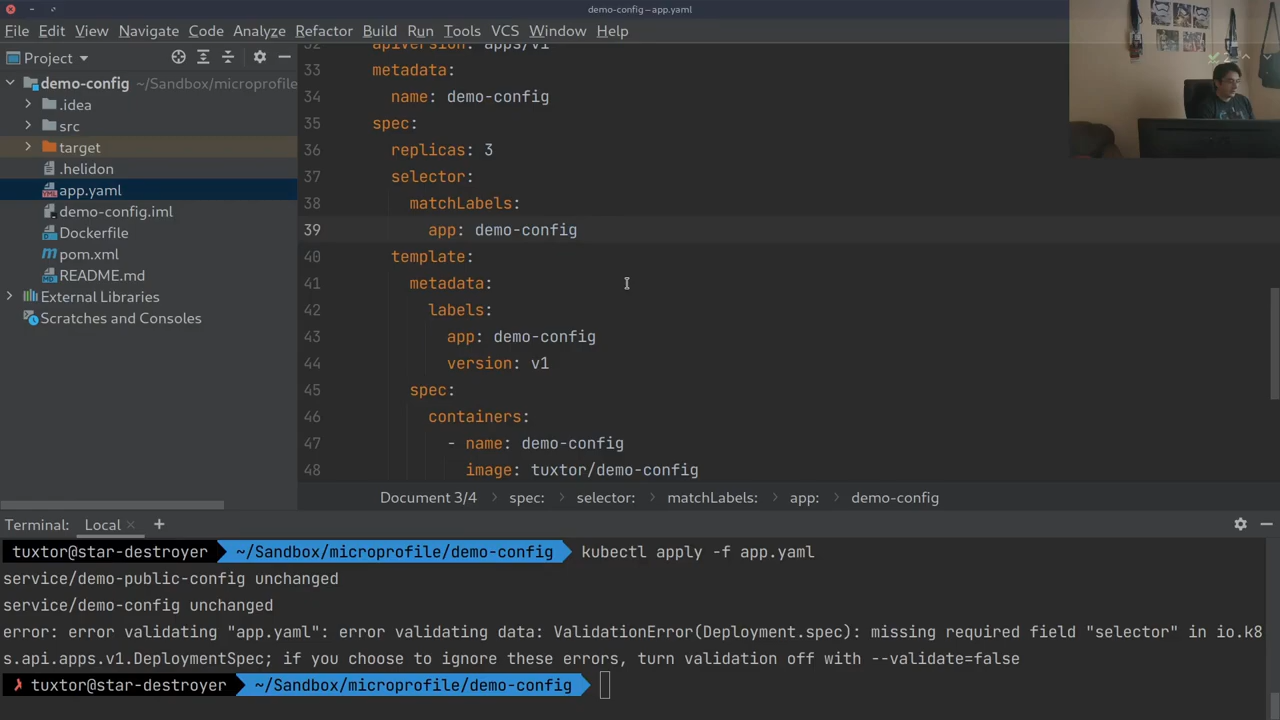 demo-config – app.yaml
File Edit View Navigate Code Analyze Refactor Build Run Tools VCS Window Help
Project
demo-config ~/Sandbox/microprofile
.idea
src
target
.helidon
app.yaml
demo-config.iml
Dockerfile
pom.xml
README.md
External Libraries
Scratches and Consoles
32 apiVersion: apps/v1
33 metadata:
34 name: demo-config
35 spec:
36 replicas: 3
37 selector:
38 matchLabels:
39 app: demo-config
40 template:
41 metadata:
42 labels:
43 app: demo-config
44 version: v1
45 spec:
46 containers:
47 - name: demo-config
48 image: tuxtor/demo-config
2
Document 3/4 spec: selector: matchLabels: app: demo-config
Terminal: Local
tuxtor@star-destroyer ~/Sandbox/microprofile/demo-config kubectl apply -f app.yaml
service/demo-public-config unchanged
service/demo-config unchanged
error: error validating "app.yaml": error validating data: ValidationError(Deployment.spec): missing required field "selector" in io.k8
s.api.apps.v1.DeploymentSpec; if you choose to ignore these errors, turn validation off with --validate=false
✗ tuxtor@star-destroyer ~/Sandbox/microprofile/demo-config